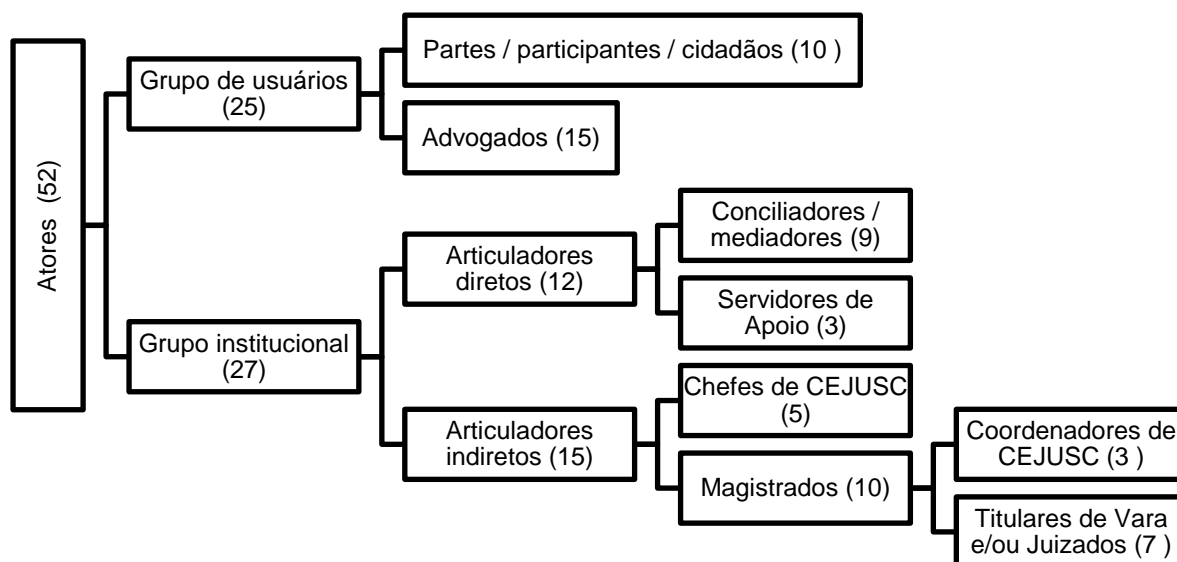 Atores (52)
Grupo de usuários
(25)
Partes / participantes / cidadãos (10 )
Advogados (15)
Grupo institucional
(27)
Articuladores
diretos (12)
Conciliadores /
mediadores (9)
Servidores de
Apoio (3)
Articuladores
indiretos (15)
Chefes de CEJUSC
(5)
Magistrados (10)
Coordenadores de
CEJUSC (3 )
Titulares de Vara
e/ou Juizados (7 )